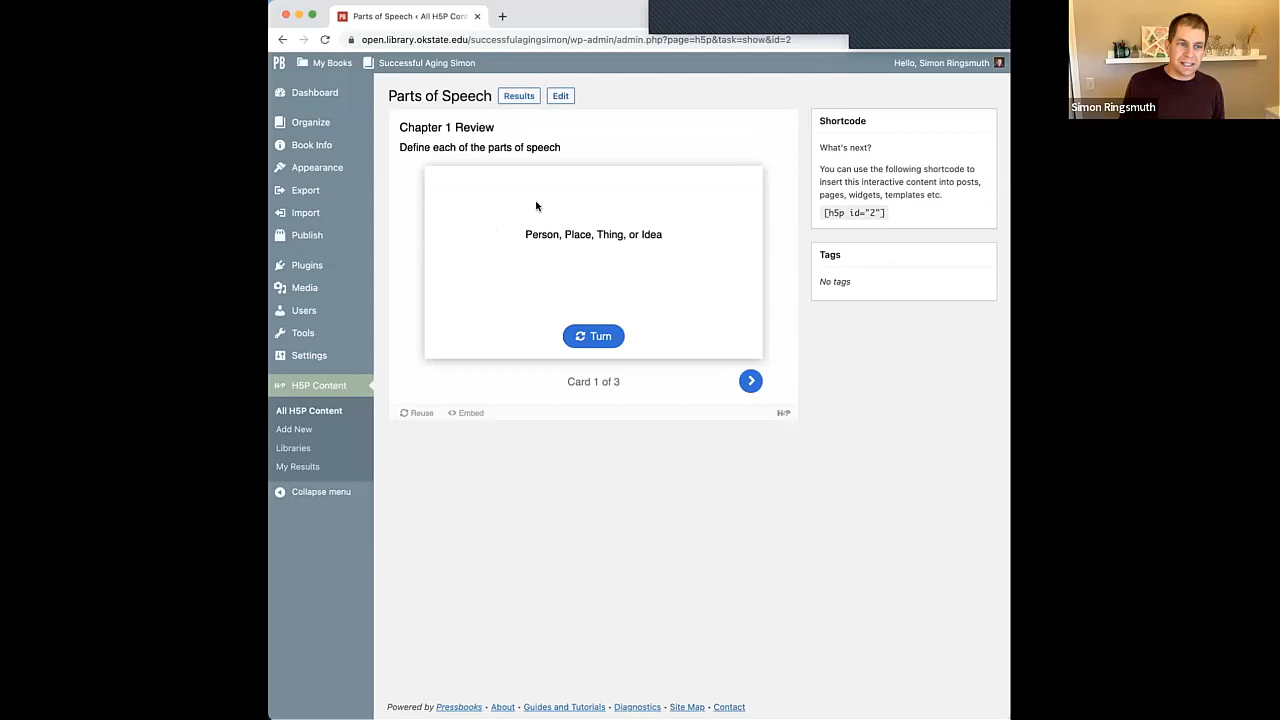 Parts of Speech ‹ All H5P Cont
open.library.okstate.edu/successfulagingsimon/wp-admin/admin.php?page=h5p&task=show&id=2
PB My Books Successful Aging Simon Hello, Simon Ringsmuth
Simon Ringsmuth
Dashboard
Organize
Book Info
Appearance
Export
Import
Publish
Plugins
Media
Users
Tools
Settings
H5P Content
All H5P Content
Add New
Libraries
My Results
Collapse menu
Parts of Speech Results Edit
Chapter 1 Review
Define each of the parts of speech
Person, Place, Thing, or Idea
Turn
Card 1 of 3
Reuse <> Embed H5P
Shortcode
What's next?
You can use the following shortcode to
insert this interactive content into posts,
pages, widgets, templates etc.
[h5p id="2"]
Tags
No tags
Powered by Pressbooks • About • Guides and Tutorials • Diagnostics • Site Map • Contact